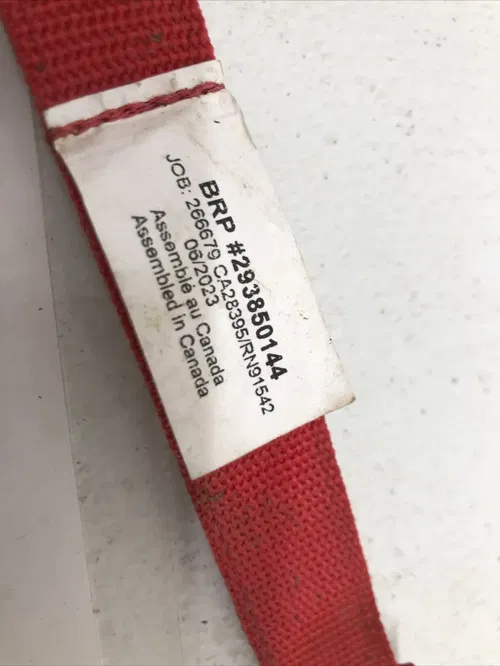 BRP #293850144
JOB: 266679 CA28395/RN91542
06/2023
Assemblé au Canada
Assembled in Canada